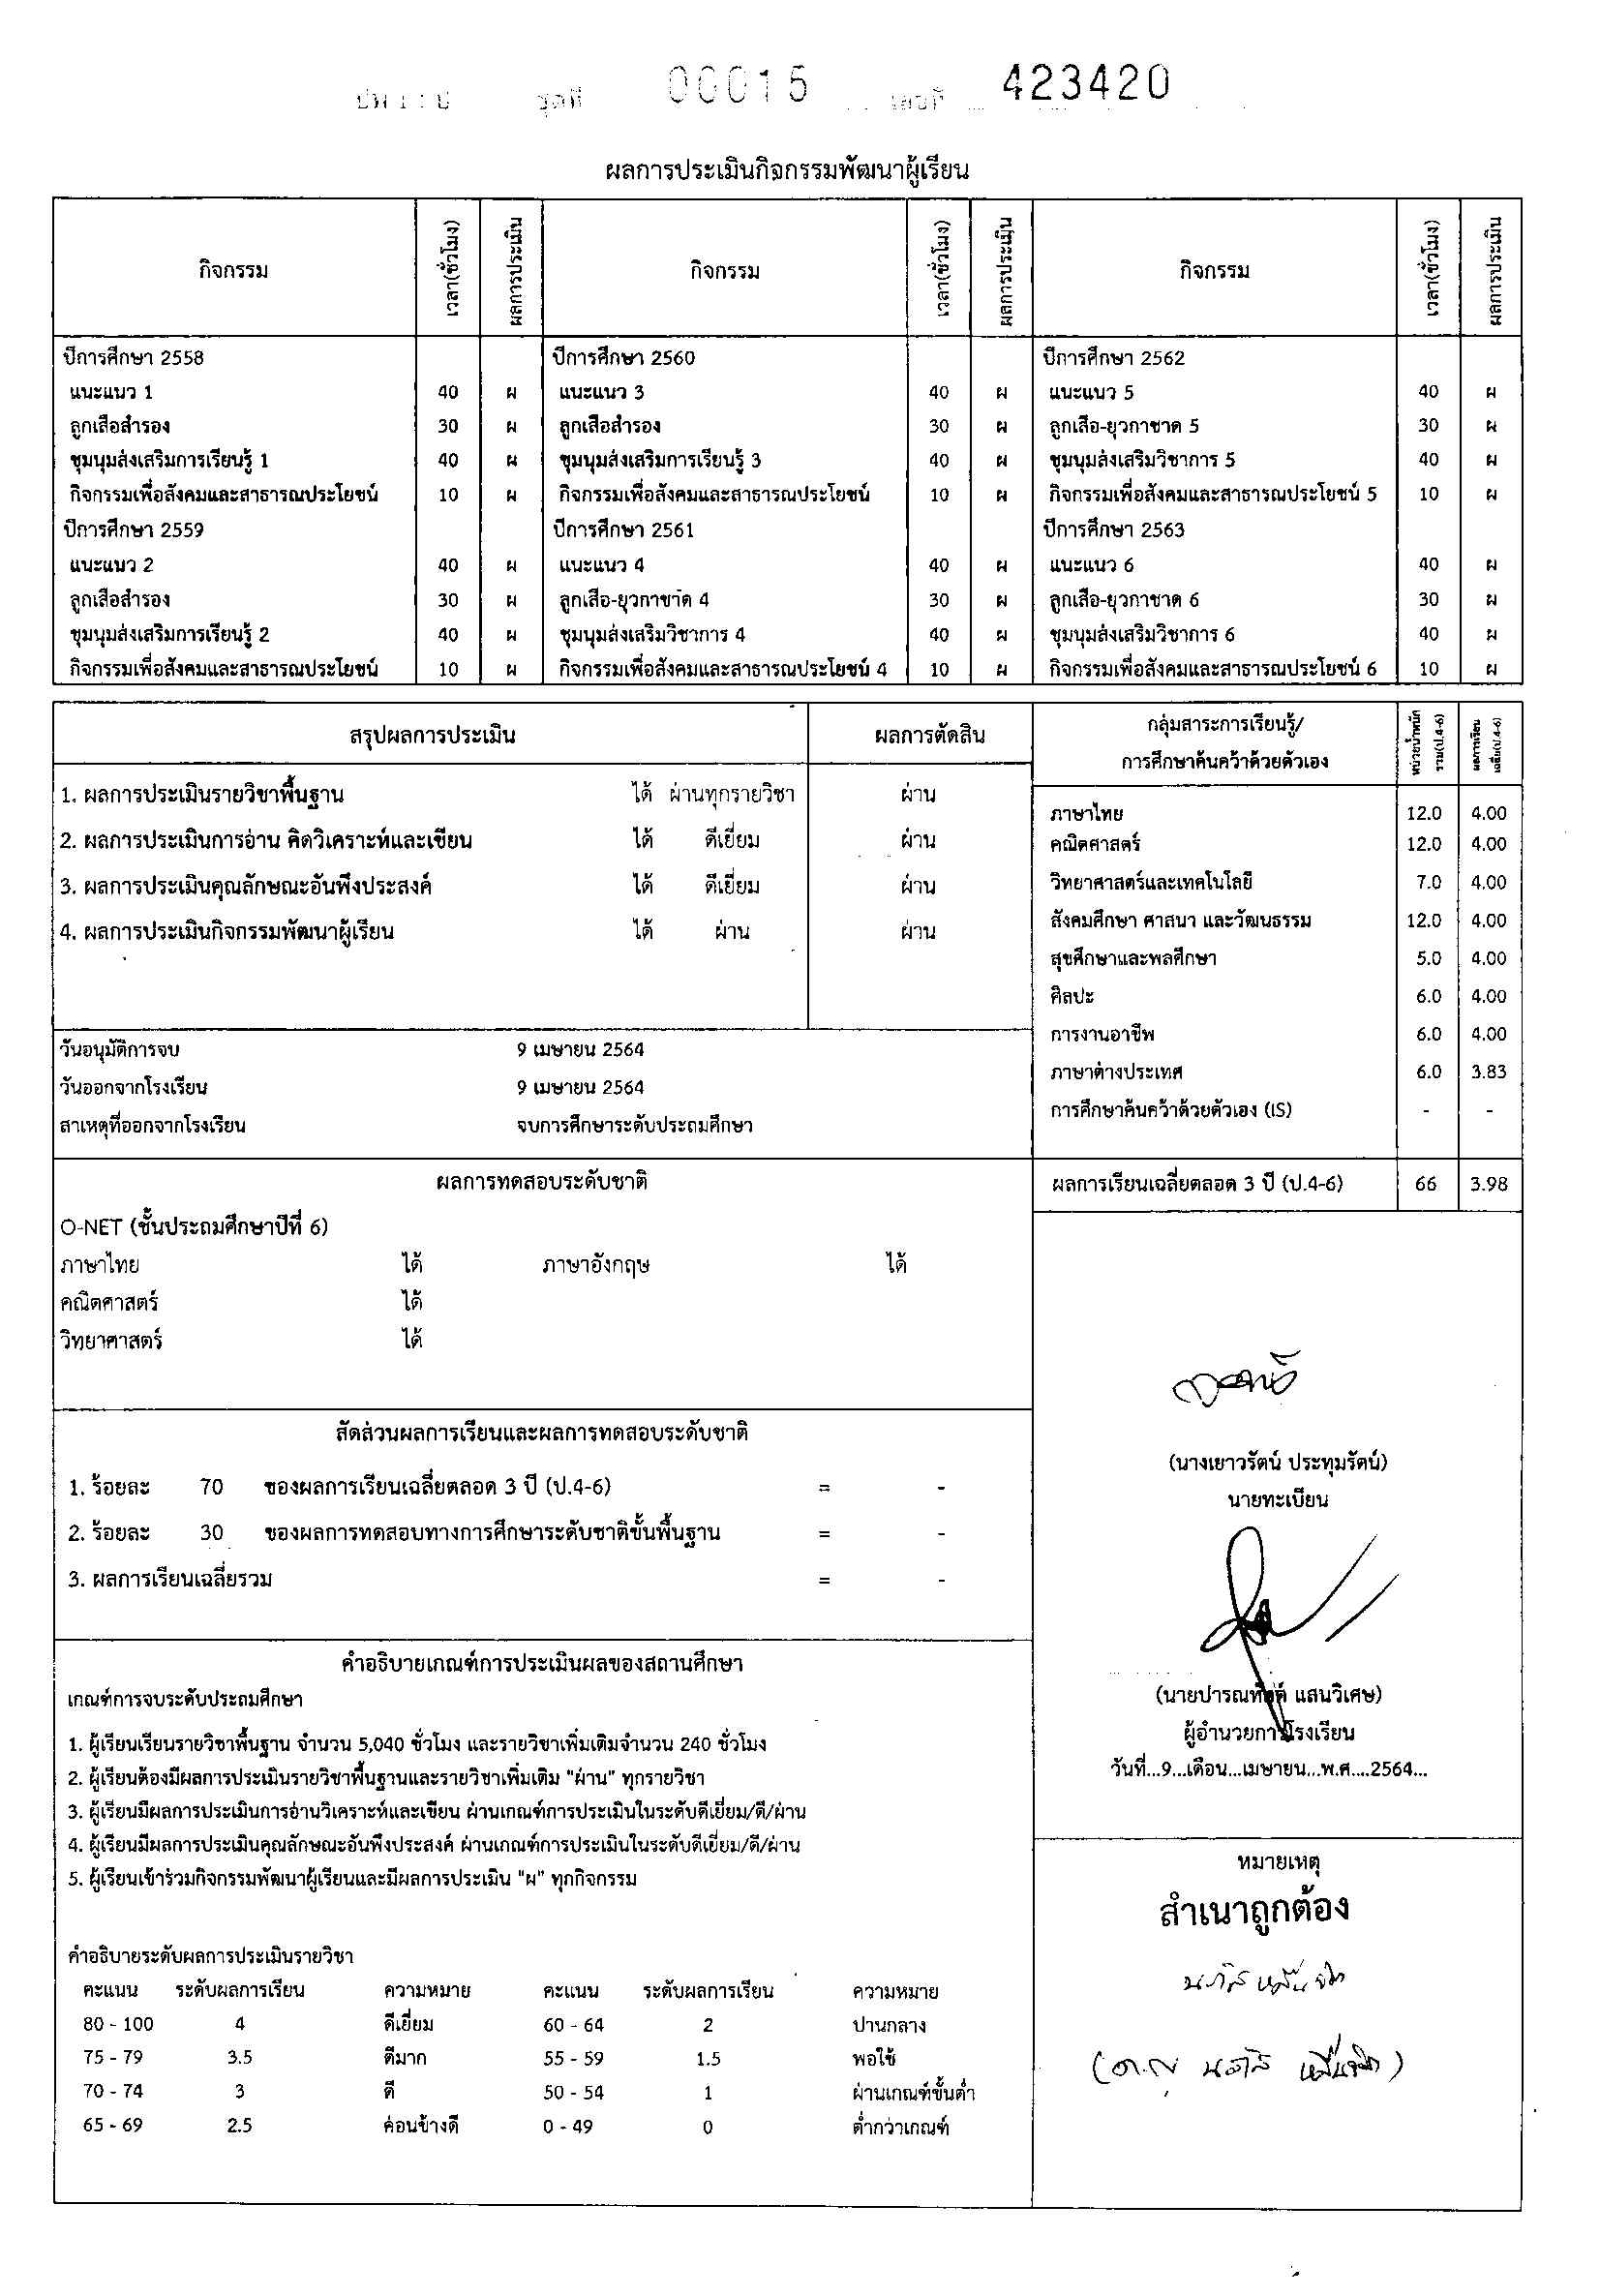 ชุดที่ 00015 เลขที่ 423420
ผลการประเมินกิจกรรมพัฒนาผู้เรียน
กิจกรรม เวลา(ชั่วโมง) ผลการประเมิน กิจกรรม เวลา(ชั่วโมง) ผลการประเมิน กิจกรรม เวลา(ชั่วโมง) ผลการประเมิน
ปีการศึกษา 2558 ปีการศึกษา 2560 ปีการศึกษา 2562
แนะแนว 1 40 ผ แนะแนว 3 40 ผ แนะแนว 5 40 ผ
ลูกเสือสำรอง 30 ผ ลูกเสือสำรอง 30 ผ ลูกเสือ-ยุวกาชาด 5 30 ผ
ชุมนุมส่งเสริมการเรียนรู้ 1 40 ผ ชุมนุมส่งเสริมการเรียนรู้ 3 40 ผ ชุมนุมส่งเสริมวิชาการ 5 40 ผ
กิจกรรมเพื่อสังคมและสาธารณประโยชน์ 10 ผ กิจกรรมเพื่อสังคมและสาธารณประโยชน์ 10 ผ กิจกรรมเพื่อสังคมและสาธารณประโยชน์ 5 10 ผ
ปีการศึกษา 2559 ปีการศึกษา 2561 ปีการศึกษา 2563
แนะแนว 2 40 ผ แนะแนว 4 40 ผ แนะแนว 6 40 ผ
ลูกเสือสำรอง 30 ผ ลูกเสือ-ยุวกาชาด 4 30 ผ ลูกเสือ-ยุวกาชาด 6 30 ผ
ชุมนุมส่งเสริมการเรียนรู้ 2 40 ผ ชุมนุมส่งเสริมวิชาการ 4 40 ผ ชุมนุมส่งเสริมวิชาการ 6 40 ผ
กิจกรรมเพื่อสังคมและสาธารณประโยชน์ 10 ผ กิจกรรมเพื่อสังคมและสาธารณประโยชน์ 4 10 ผ กิจกรรมเพื่อสังคมและสาธารณประโยชน์ 6 10 ผ
สรุปผลการประเมิน ผลการตัดสิน
1. ผลการประเมินรายวิชาพื้นฐาน ได้ ผ่านทุกรายวิชา ผ่าน
2. ผลการประเมินการอ่าน คิดวิเคราะห์และเขียน ได้ ดีเยี่ยม ผ่าน
3. ผลการประเมินคุณลักษณะอันพึงประสงค์ ได้ ดีเยี่ยม ผ่าน
4. ผลการประเมินกิจกรรมพัฒนาผู้เรียน ได้ ผ่าน ผ่าน
วันอนุมัติการจบ 9 เมษายน 2564
วันออกจากโรงเรียน 9 เมษายน 2564
สาเหตุที่ออกจากโรงเรียน จบการศึกษาระดับประถมศึกษา
กลุ่มสาระการเรียนรู้/
การศึกษาค้นคว้าด้วยตัวเอง
หน่วยน้ำหนัก
รวม(ป.4-6)
ผลการเรียน
เฉลี่ย(ป.4-6)
ภาษาไทย 12.0 4.00
คณิตศาสตร์ 12.0 4.00
วิทยาศาสตร์และเทคโนโลยี 7.0 4.00
สังคมศึกษา ศาสนา และวัฒนธรรม 12.0 4.00
สุขศึกษาและพลศึกษา 5.0 4.00
ศิลปะ 6.0 4.00
การงานอาชีพ 6.0 4.00
ภาษาต่างประเทศ 6.0 3.83
การศึกษาค้นคว้าด้วยตัวเอง (IS) - -
ผลการเรียนเฉลี่ยตลอด 3 ปี (ป.4-6) 66 3.98
ผลการทดสอบระดับชาติ
O-NET (ชั้นประถมศึกษาปีที่ 6)
ภาษาไทย ได้ ภาษาอังกฤษ ได้
คณิตศาสตร์ ได้
วิทยาศาสตร์ ได้
สัดส่วนผลการเรียนและผลการทดสอบระดับชาติ
1. ร้อยละ 70 ของผลการเรียนเฉลี่ยตลอด 3 ปี (ป.4-6) = -
2. ร้อยละ 30 ของผลการทดสอบทางการศึกษาระดับชาติขั้นพื้นฐาน = -
3. ผลการเรียนเฉลี่ยรวม = -
คำอธิบายเกณฑ์การประเมินผลของสถานศึกษา
เกณฑ์การจบระดับประถมศึกษา
1. ผู้เรียนเรียนรายวิชาพื้นฐาน จำนวน 5,040 ชั่วโมง และรายวิชาเพิ่มเติมจำนวน 240 ชั่วโมง
2. ผู้เรียนต้องมีผลการประเมินรายวิชาพื้นฐานและรายวิชาเพิ่มเติม "ผ่าน" ทุกรายวิชา
3. ผู้เรียนมีผลการประเมินการอ่านวิเคราะห์และเขียน ผ่านเกณฑ์การประเมินในระดับดีเยี่ยม/ดี/ผ่าน
4. ผู้เรียนมีผลการประเมินคุณลักษณะอันพึงประสงค์ ผ่านเกณฑ์การประเมินในระดับดีเยี่ยม/ดี/ผ่าน
5. ผู้เรียนเข้าร่วมกิจกรรมพัฒนาผู้เรียนและมีผลการประเมิน "ผ" ทุกกิจกรรม
คำอธิบายระดับผลการประเมินรายวิชา
คะแนน ระดับผลการเรียน ความหมาย คะแนน ระดับผลการเรียน ความหมาย
80 - 100 4 ดีเยี่ยม 60 - 64 2 ปานกลาง
75 - 79 3.5 ดีมาก 55 - 59 1.5 พอใช้
70 - 74 3 ดี 50 - 54 1 ผ่านเกณฑ์ขั้นต่ำ
65 - 69 2.5 ค่อนข้างดี 0 - 49 0 ต่ำกว่าเกณฑ์
(นางเยาวรัตน์ ประทุมรัตน์)
นายทะเบียน
แสนวิเศษ)
ผู้อำนวยการโรงเรียน
วันที่...9...เดือน...เมษายน...พ.ศ....2564...
หมายเหตุ
สำเนาถูกต้อง